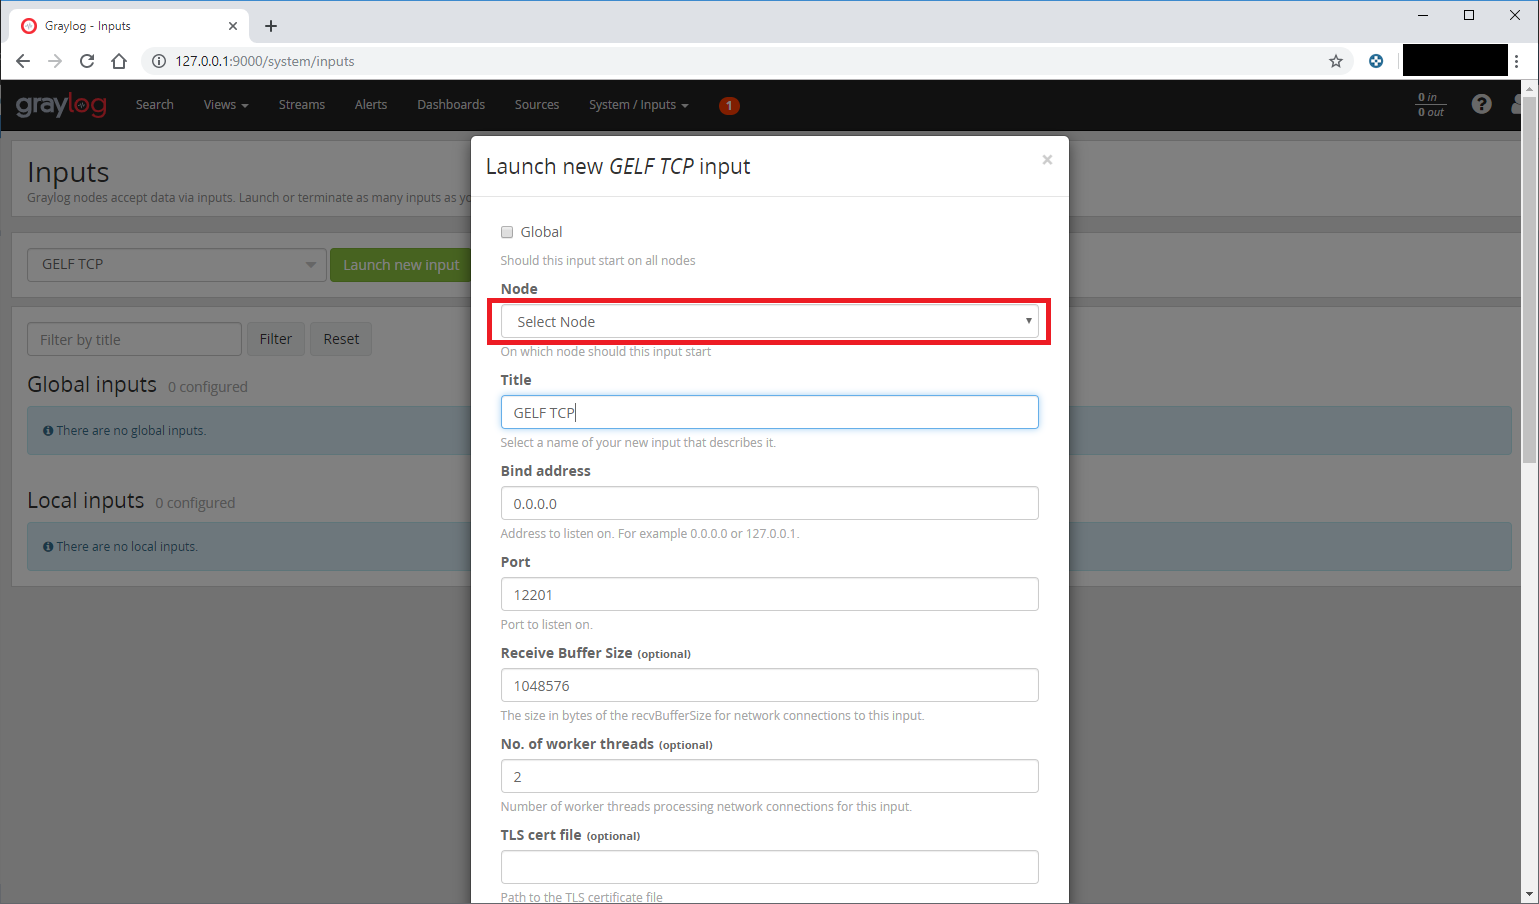 Graylog - Inputs
127.0.0.1:9000/system/inputs
graylog Search Views Streams Alerts Dashboards Sources System / Inputs 1 0 in
0 out
Launch new GELF TCP input ×
Inputs
Graylog nodes accept data via inputs. Launch or terminate as many inputs as
GELF TCP Launch new input
Filter by title Filter Reset
Global inputs 0 configured
There are no global inputs.
Local inputs 0 configured
There are no local inputs.
Global
Should this input start on all nodes
Node
Select Node
On which node should this input start
Title
GELF TCP
Select a name of your new input that describes it.
Bind address
0.0.0.0
Address to listen on. For example 0.0.0.0 or 127.0.0.1.
Port
12201
Port to listen on.
Receive Buffer Size (optional)
1048576
The size in bytes of the recvBufferSize for network connections to this input.
No. of worker threads (optional)
2
Number of worker threads processing network connections for this input.
TLS cert file (optional)
Path to the TLS certificate file